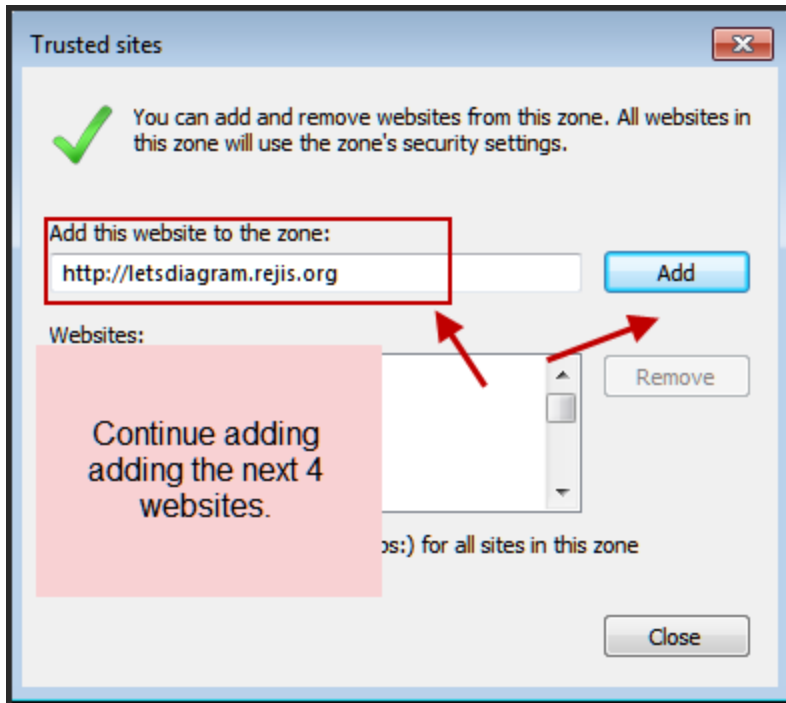 Trusted sites
You can add and remove websites from this zone. All websites in
this zone will use the zone's security settings.
Add this website to the zone:
http://letsdiagram.rejis.org
Add
Websites:
Remove
Continue adding
adding the next 4
websites.
:) for all sites in this zone
Close